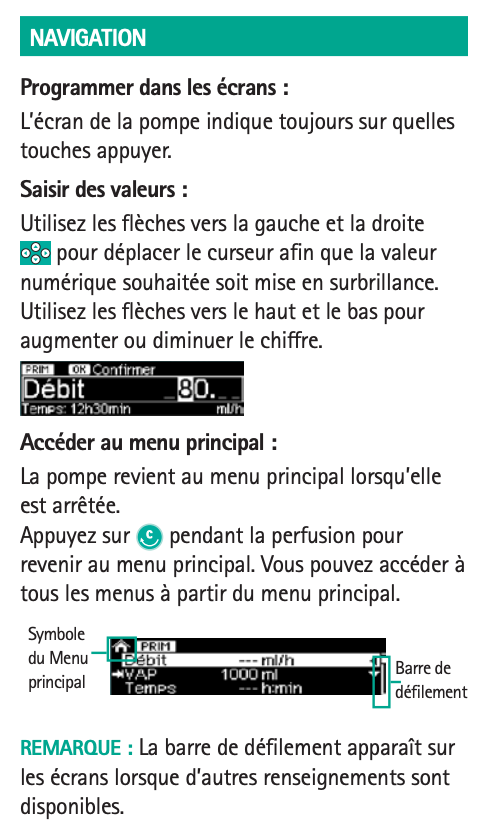 NAVIGATION
Programmer dans les écrans :
L'écran de la pompe indique toujours sur quelles
touches appuyer.
Saisir des valeurs :
Utilisez les flèches vers la gauche et la droite
pour déplacer le curseur afin que la valeur
numérique souhaitée soit mise en surbrillance.
Utilisez les flèches vers le haut et le bas pour
augmenter ou diminuer le chiffre.
PRIM OK Confirmer
Débit _80._ _
Temps: 12h30min ml/h
Accéder au menu principal :
La pompe revient au menu principal lorsqu'elle
est arrêtée.
Appuyez sur C pendant la perfusion pour
revenir au menu principal. Vous pouvez accéder à
tous les menus à partir du menu principal.
Symbole
du Menu
principal
PRIM
Débit --- ml/h
VAP 1000 ml
Temps --- h:min
Barre de
défilement
REMARQUE : La barre de défilement apparaît sur
les écrans lorsque d'autres renseignements sont
disponibles.